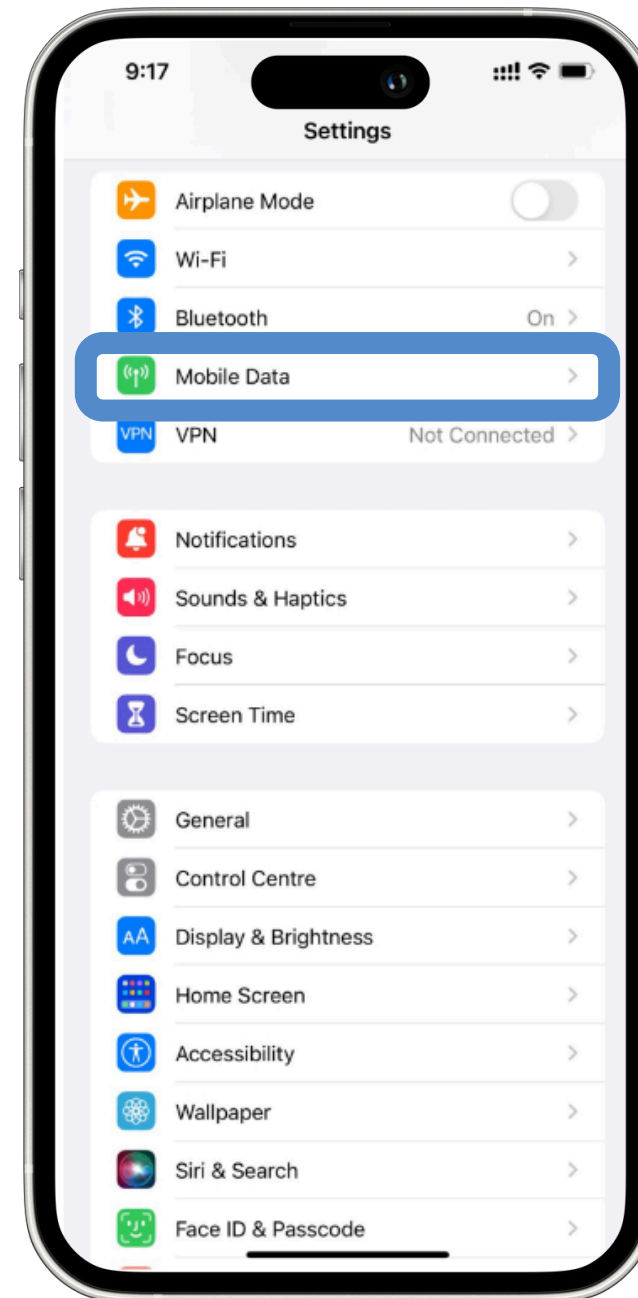 9:17
Settings
Airplane Mode
Wi-Fi
Bluetooth On
Mobile Data
VPN VPN Not Connected
Notifications
Sounds & Haptics
Focus
Screen Time
General
Control Centre
AA Display & Brightness
Home Screen
Accessibility
Wallpaper
Siri & Search
Face ID & Passcode